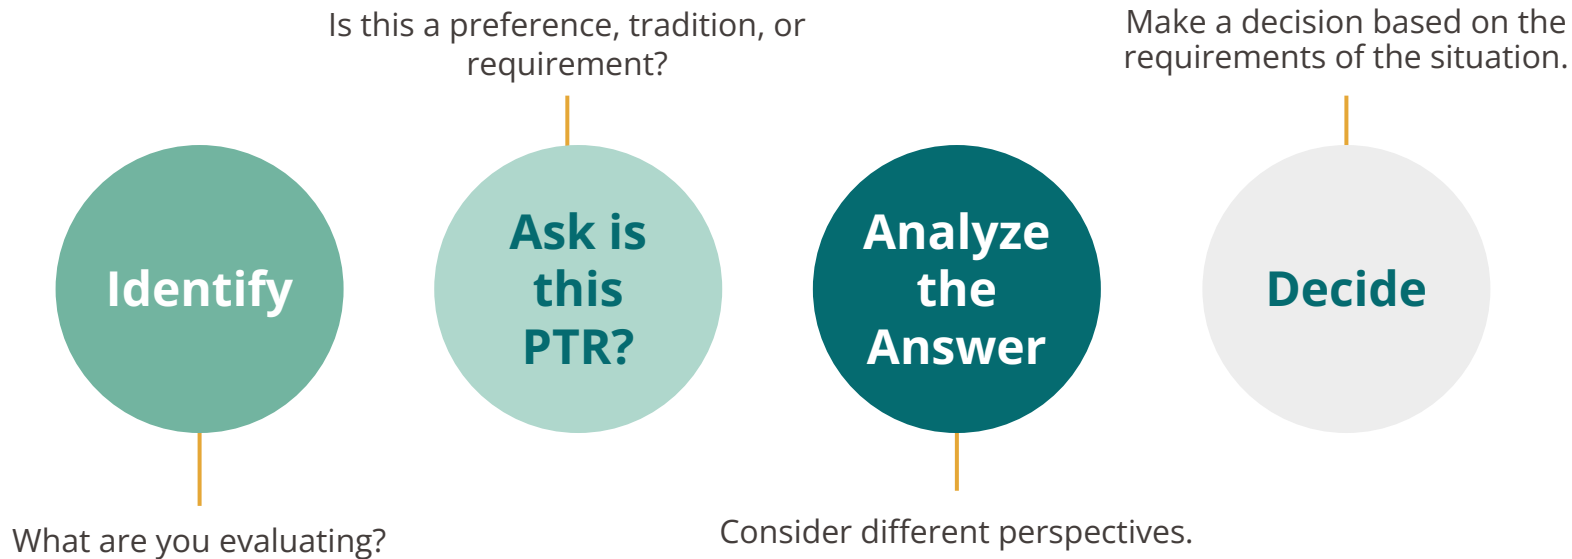 Is this a preference, tradition, or
requirement?
Make a decision based on the
requirements of the situation.
Identify
Ask is
this
PTR?
Analyze
the
Answer
Decide
What are you evaluating?
Consider different perspectives.